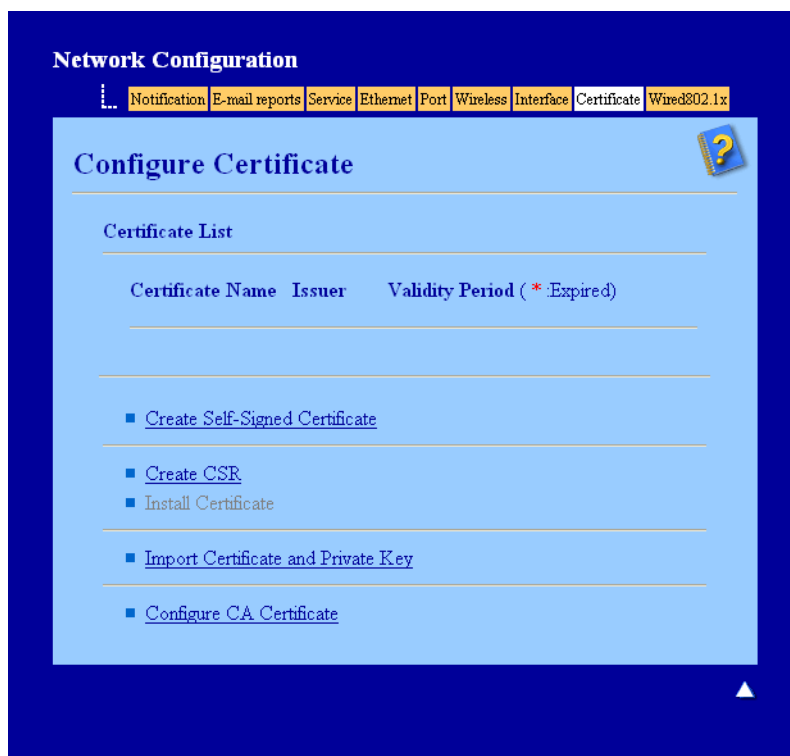 Network Configuration
Notification E-mail reports Service Ethernet Port Wireless Interface Certificate Wired802.1x
Configure Certificate
?
Certificate List
Certificate Name Issuer Validity Period ( * :Expired)
Create Self-Signed Certificate
Create CSR
Install Certificate
Import Certificate and Private Key
Configure CA Certificate